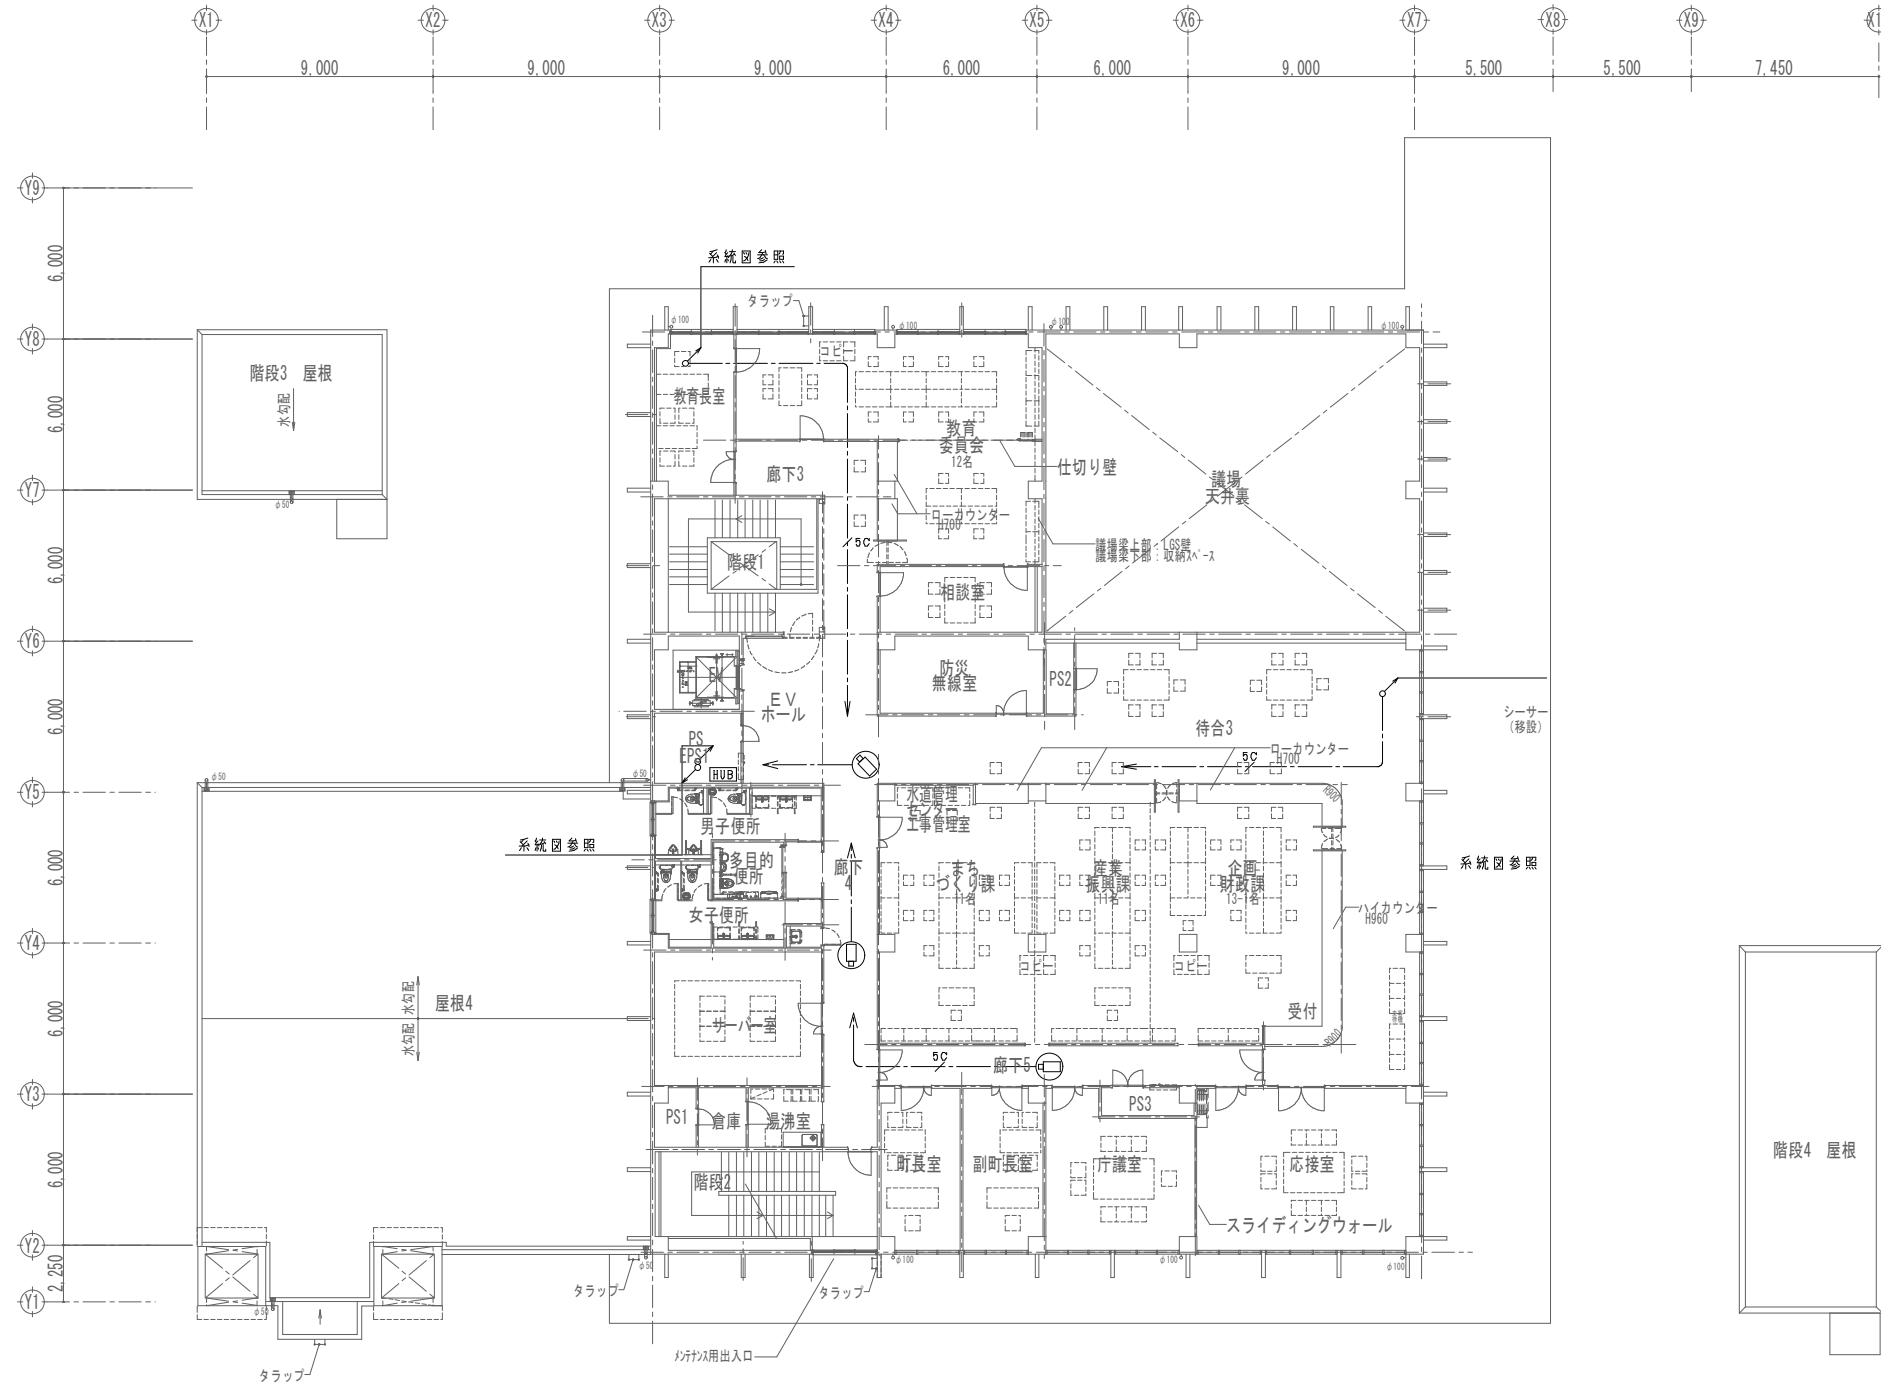 X1
X2
X3
X4
X5
X6
X7
X8
X9
9,000
9,000
9,000
6,000
6,000
9,000
5,500
5,500
7,450
Y9
6,000
Y8
6,000
Y7
6,000
Y6
6,000
Y5
6,000
Y4
6,000
Y3
6,000
Y2
2,250
Y1
系統図参照
タラップ
φ100
φ100
φ100
φ100
階段3 屋根
水勾配
φ50
コピー
教育長室
教育
委員会
12名
仕切り壁
廊下3
ローカウンター
H700
議場
天井裏
5C
議場梁上部:LGS壁
議場梁下部:収納スペース
階段1
相談室
防災
無線室
PS2
EV
ホール
PS
EPS1
HUB
待合3
シーサー
(移設)
ローカウンター
H700
5C
φ50
φ50
水道管理
センター
工事管理室
R900
男子便所
系統図参照
多目的
便所
廊下
4
まち
づくり課
11名
産業
振興課
11名
企画
財政課
系統図参照
女子便所
ハイカウンター
H960
コピー
コピー
水勾配
水勾配
屋根4
サーバー室
受付
R900
5C
廊下5
PS1
倉庫
湯沸室
PS3
階段2
町長室
副町長室
庁議室
応接室
スライディングウォール
階段4 屋根
φ50
φ100
φ100
φ100
タラップ
タラップ
φ50
メンテナンス用出入口
タラップ